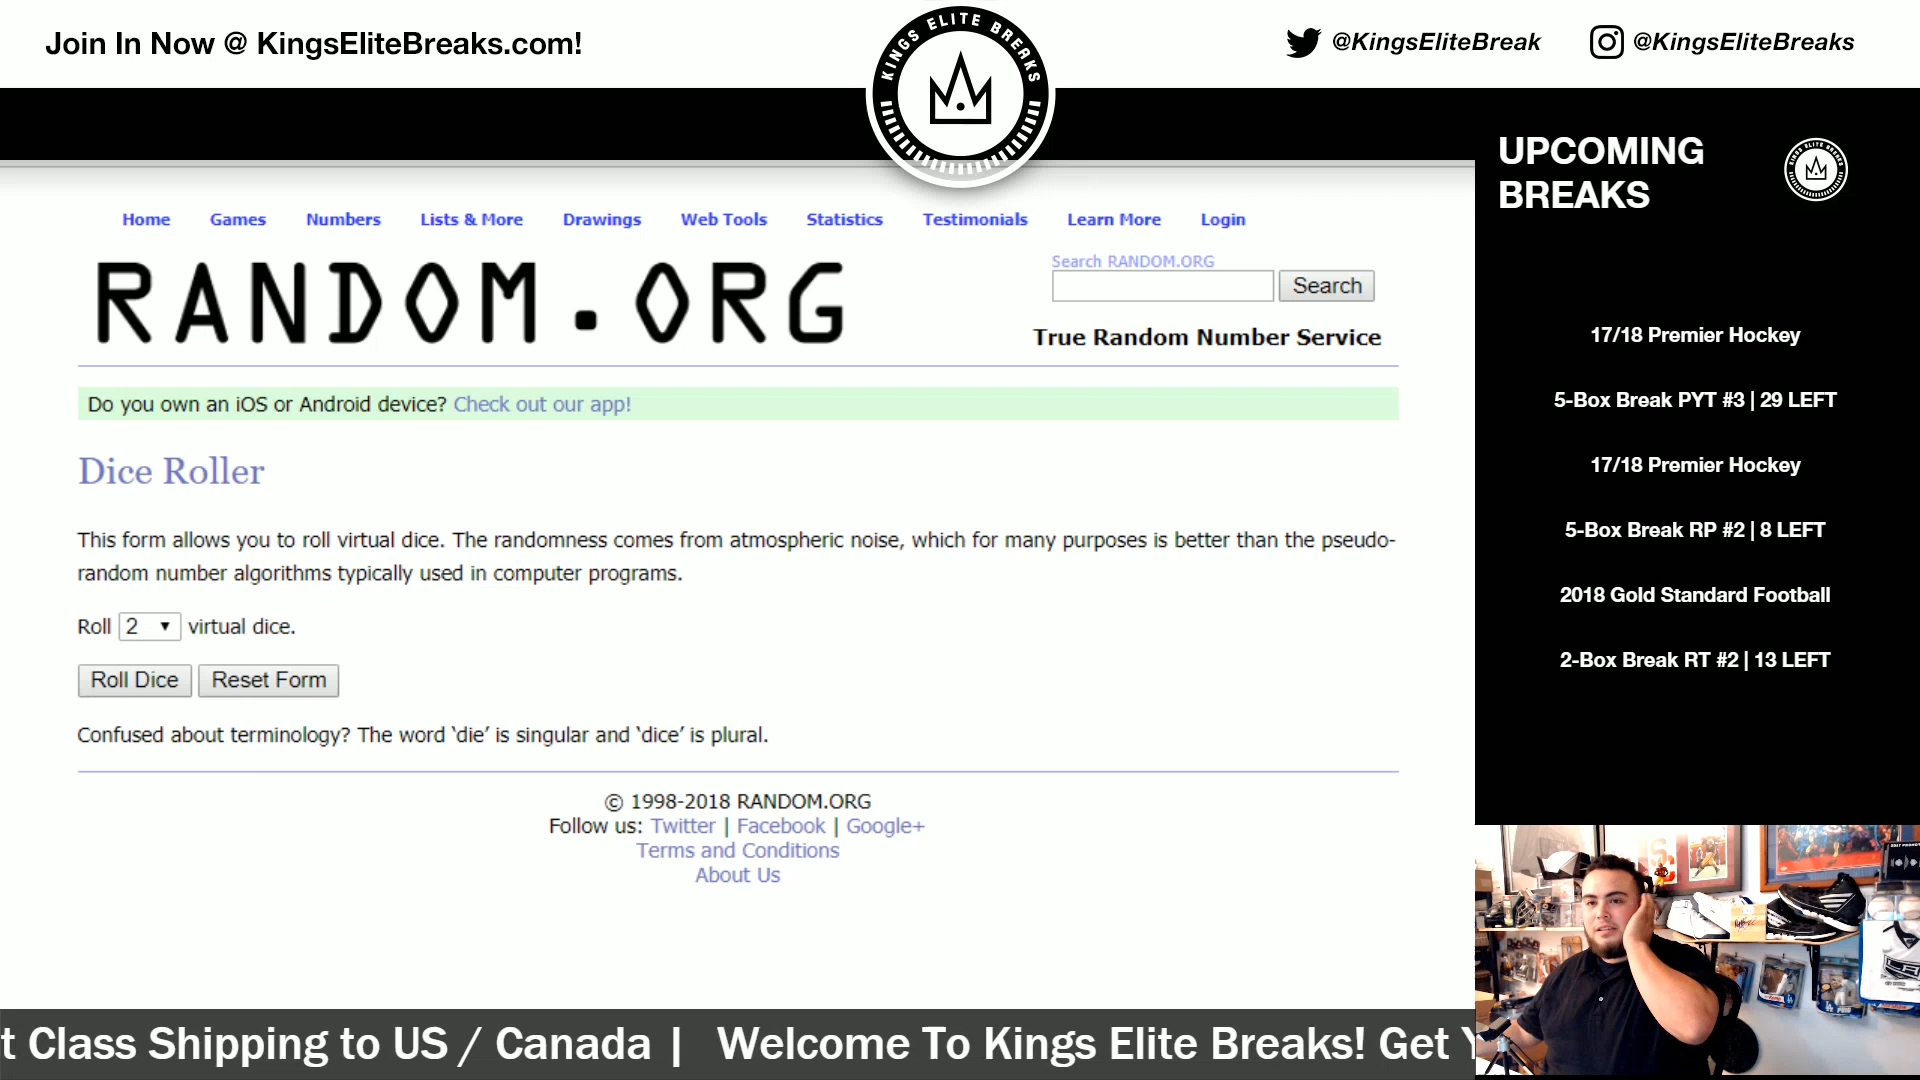 Join In Now @ KingsEliteBreaks.com!
KINGS ELITE BREAKS
@KingsEliteBreak
@KingsEliteBreaks
UPCOMING
BREAKS
KINGS ELITE BREAKS
17/18 Premier Hockey
5-Box Break PYT #3 | 29 LEFT
17/18 Premier Hockey
5-Box Break RP #2 | 8 LEFT
2018 Gold Standard Football
2-Box Break RT #2 | 13 LEFT
Home Games Numbers Lists & More Drawings Web Tools Statistics Testimonials Learn More Login
RANDOM.ORG
Search RANDOM.ORG
Search
True Random Number Service
Do you own an iOS or Android device? Check out our app!
Dice Roller
This form allows you to roll virtual dice. The randomness comes from atmospheric noise, which for many purposes is better than the pseudo-
random number algorithms typically used in computer programs.
Roll 2 virtual dice.
Roll Dice Reset Form
Confused about terminology? The word ‘die’ is singular and ‘dice’ is plural.
© 1998-2018 RANDOM.ORG
Follow us: Twitter | Facebook | Google+
Terms and Conditions
About Us
t Class Shipping to US / Canada | Welcome To Kings Elite Breaks! Get